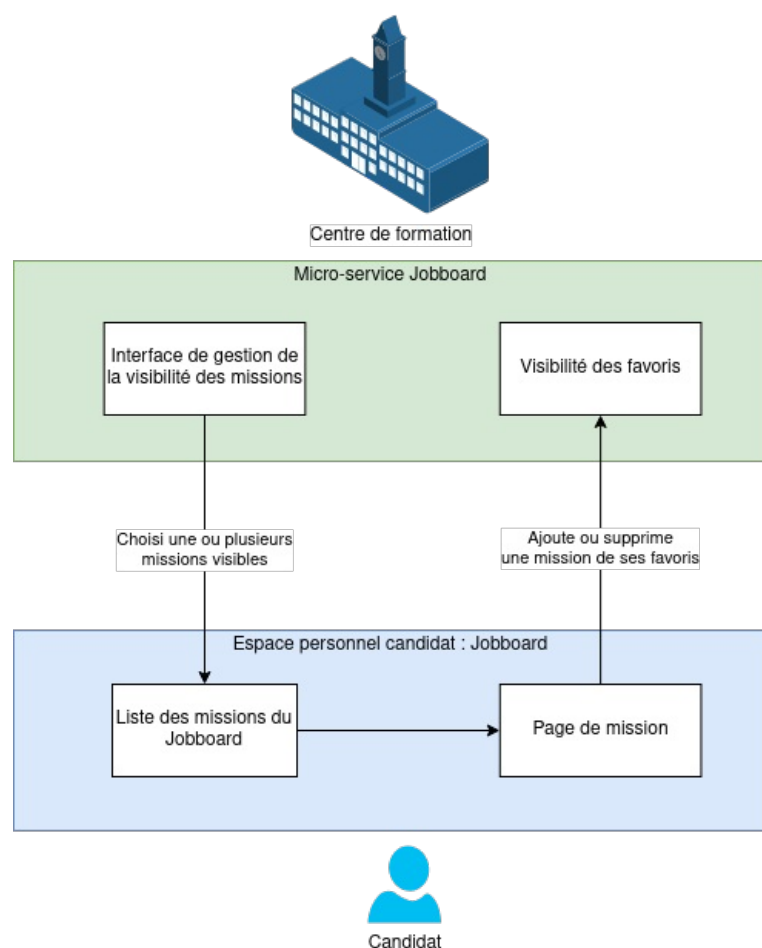 Centre de formation
Micro-service Jobboard
Interface de gestion de
la visibilité des missions
Visibilité des favoris
Choisi une ou plusieurs
missions visibles
Ajoute ou supprime
une mission de ses favoris
Espace personnel candidat : Jobboard
Liste des missions du
Jobboard
Page de mission
Candidat